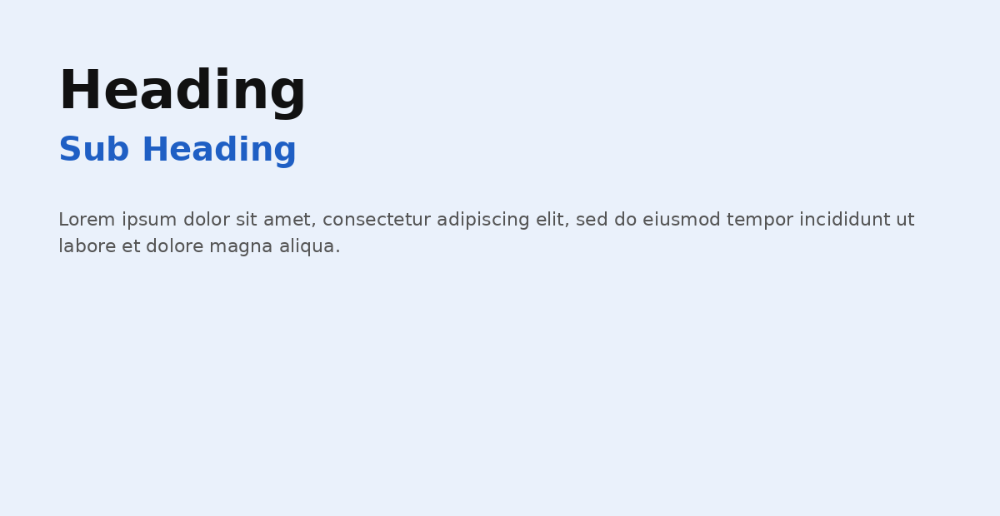 Heading
Sub Heading
Lorem ipsum dolor sit amet, consectetur adipiscing elit, sed do eiusmod tempor incididunt ut
labore et dolore magna aliqua.